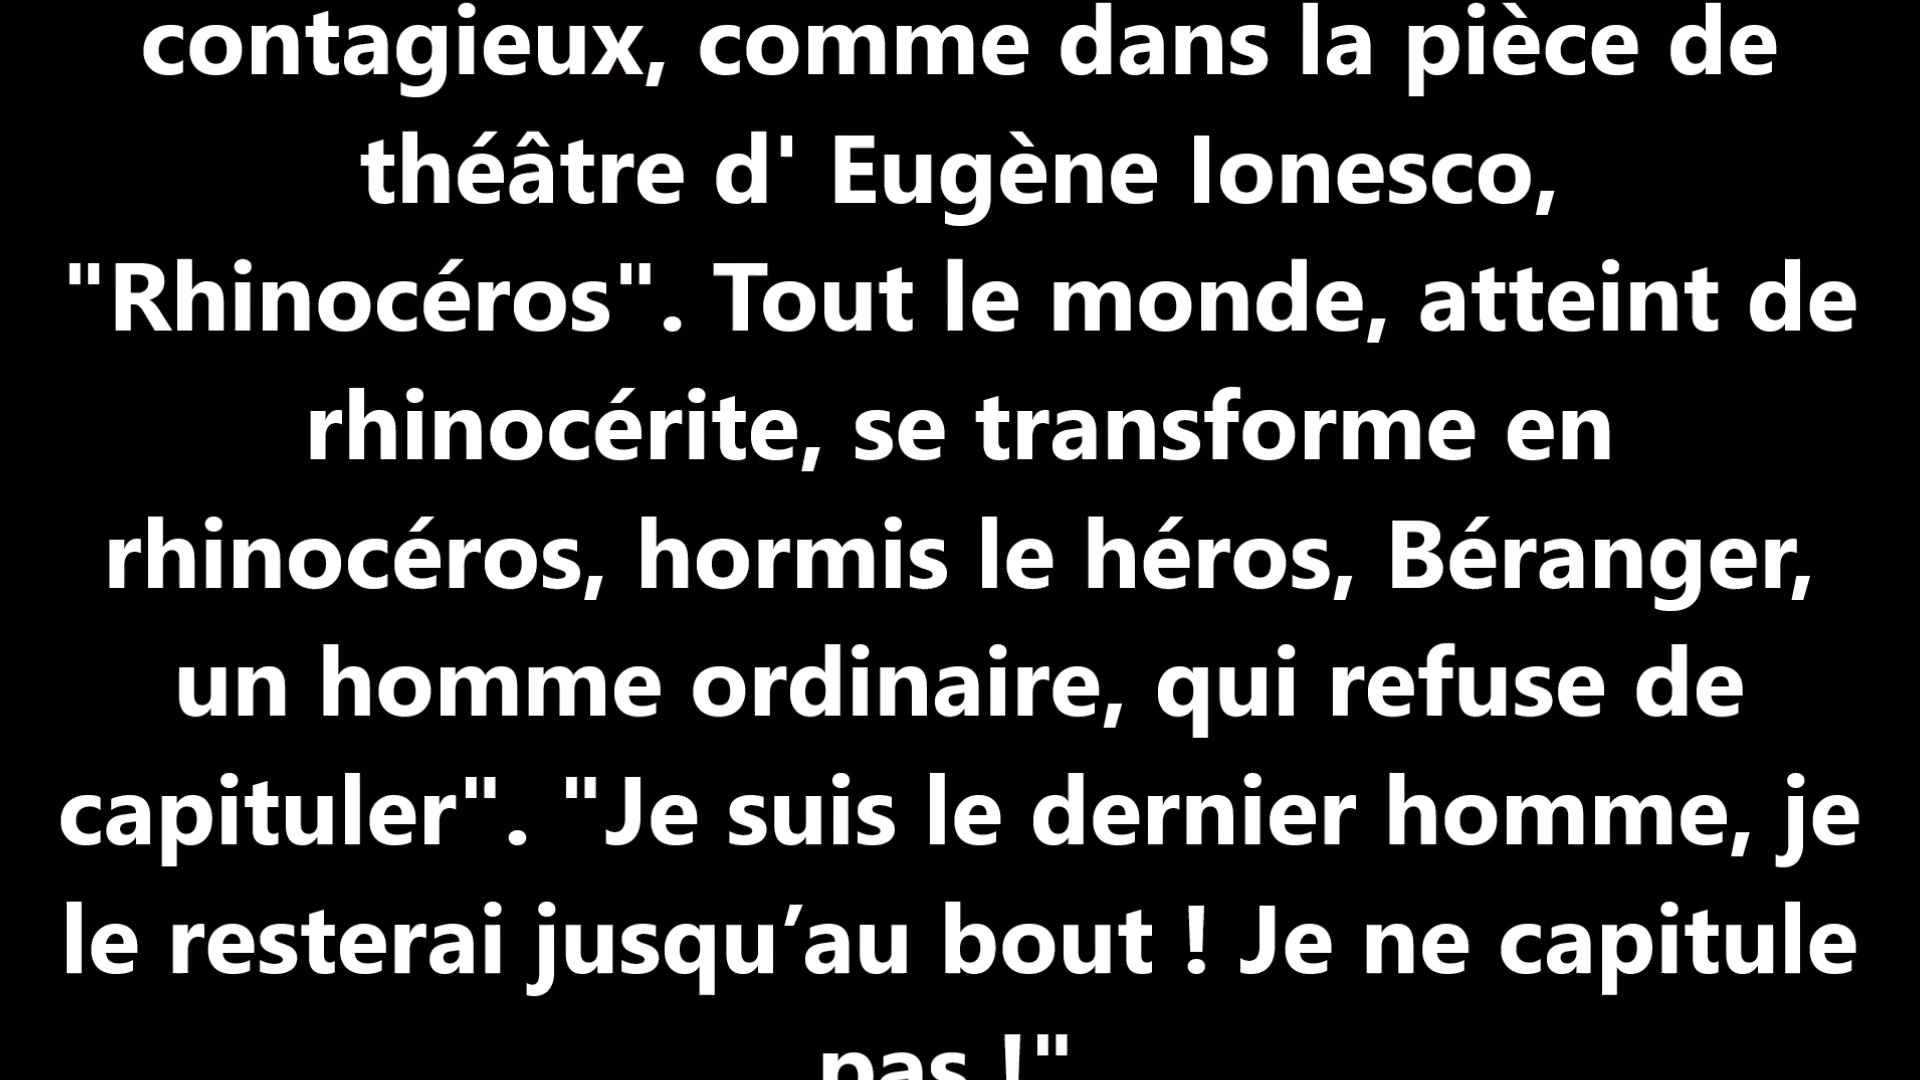 contagieux, comme dans la pièce de
théâtre d' Eugène Ionesco,
"Rhinocéros". Tout le monde, atteint de
rhinocérite, se transforme en
rhinocéros, hormis le héros, Béranger,
un homme ordinaire, qui refuse de
capituler". "Je suis le dernier homme, je
le resterai jusqu’au bout ! Je ne capitule
pas !"